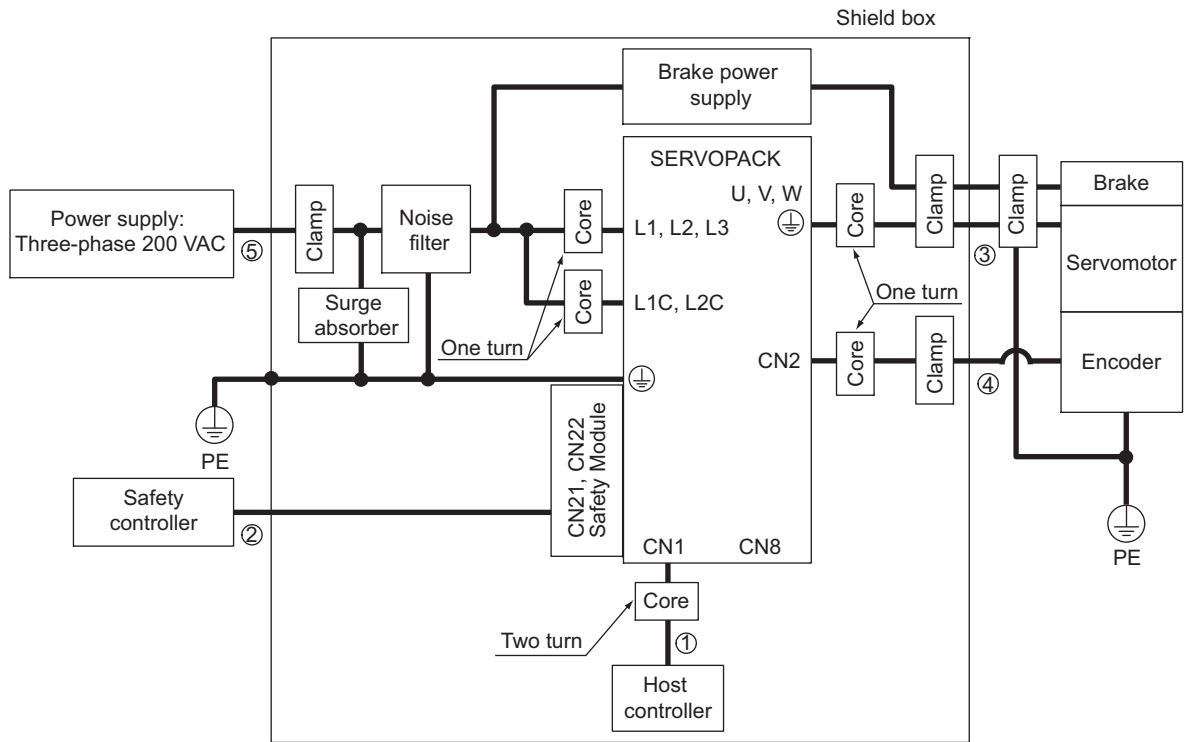 Shield box
Brake power
supply
SERVOPACK
U, V, W
Core
Clamp
Clamp
Brake
Power supply:
Three-phase 200 VAC
⑤
Clamp
Noise
filter
Core
L1, L2, L3
③
Servomotor
Surge
absorber
Core
L1C, L2C
One turn
One turn
CN2
Core
Clamp
④
Encoder
PE
CN21, CN22
Safety Module
Safety
controller
②
PE
CN1
CN8
Core
Two turn
①
Host
controller